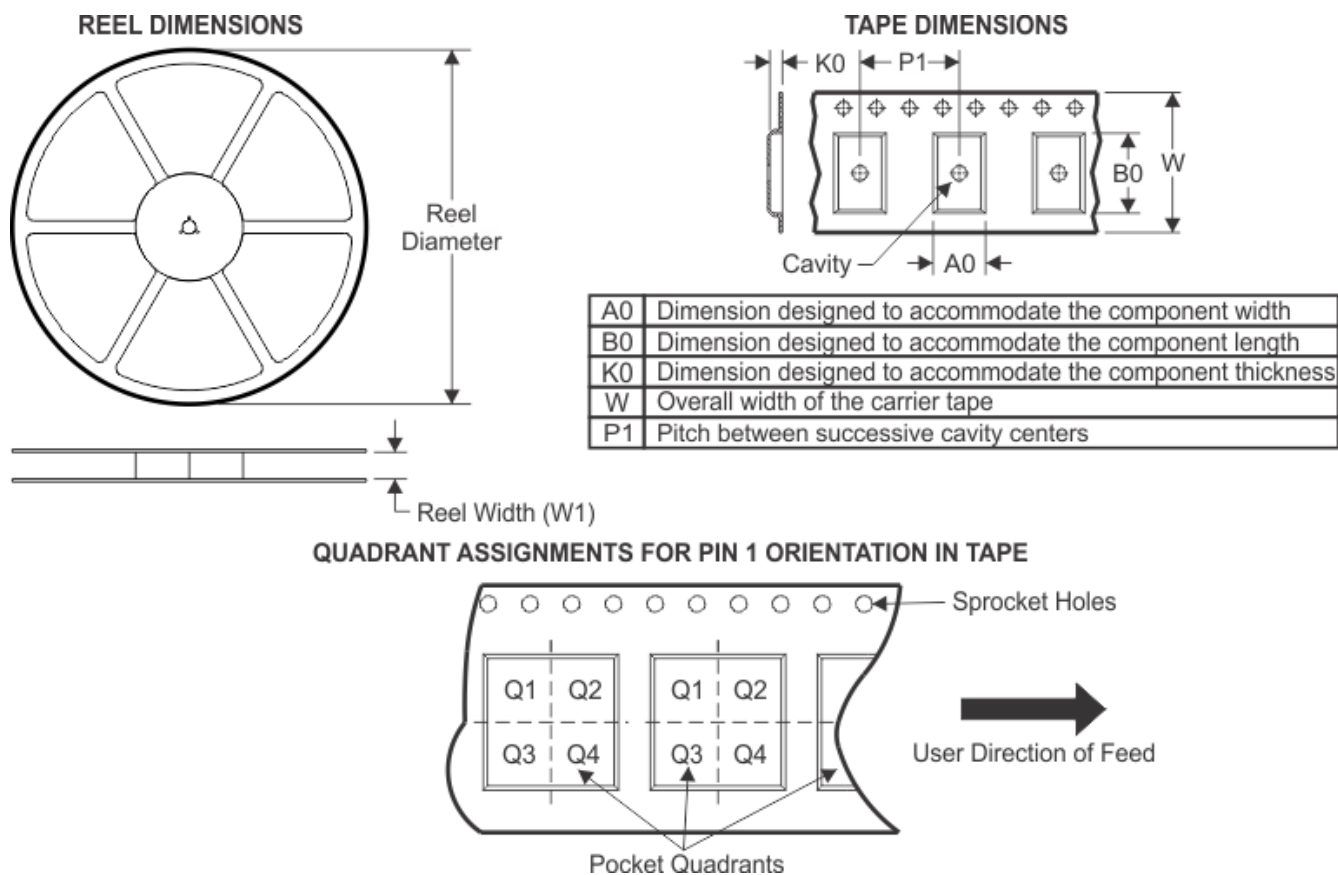 REEL DIMENSIONS
Reel
Diameter
Reel Width (W1)
TAPE DIMENSIONS
K0
P1
B0
W
Cavity
A0
A0 Dimension designed to accommodate the component width
B0 Dimension designed to accommodate the component length
K0 Dimension designed to accommodate the component thickness
W Overall width of the carrier tape
P1 Pitch between successive cavity centers
QUADRANT ASSIGNMENTS FOR PIN 1 ORIENTATION IN TAPE
Sprocket Holes
Q1 Q2 Q1 Q2
Q3 Q4 Q3 Q4
User Direction of Feed
Pocket Quadrants